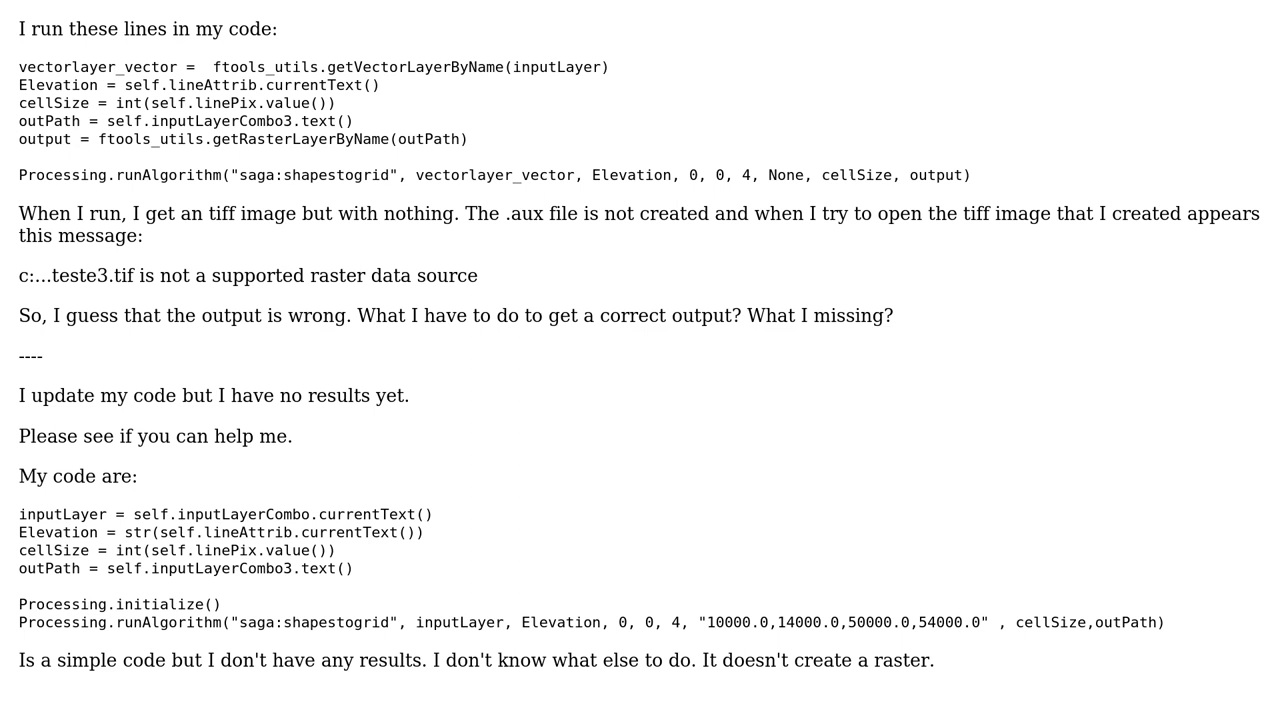 I run these lines in my code:
vectorlayer_vector =  ftools_utils.getVectorLayerByName(inputLayer)
Elevation = self.lineAttrib.currentText()
cellSize = int(self.linePix.value())
outPath = self.inputLayerCombo3.text()
output = ftools_utils.getRasterLayerByName(outPath)
Processing.runAlgorithm("saga:shapestogrid", vectorlayer_vector, Elevation, 0, 0, 4, None, cellSize, output)
When I run, I get an tiff image but with nothing. The .aux file is not created and when I try to open the tiff image that I created appears
this message:
c:...teste3.tif is not a supported raster data source
So, I guess that the output is wrong. What I have to do to get a correct output? What I missing?
----
I update my code but I have no results yet.
Please see if you can help me.
My code are:
inputLayer = self.inputLayerCombo.currentText()
Elevation = str(self.lineAttrib.currentText())
cellSize = int(self.linePix.value())
outPath = self.inputLayerCombo3.text()
Processing.initialize()
Processing.runAlgorithm("saga:shapestogrid", inputLayer, Elevation, 0, 0, 4, "10000.0,14000.0,50000.0,54000.0" , cellSize,outPath)
Is a simple code but I don't have any results. I don't know what else to do. It doesn't create a raster.